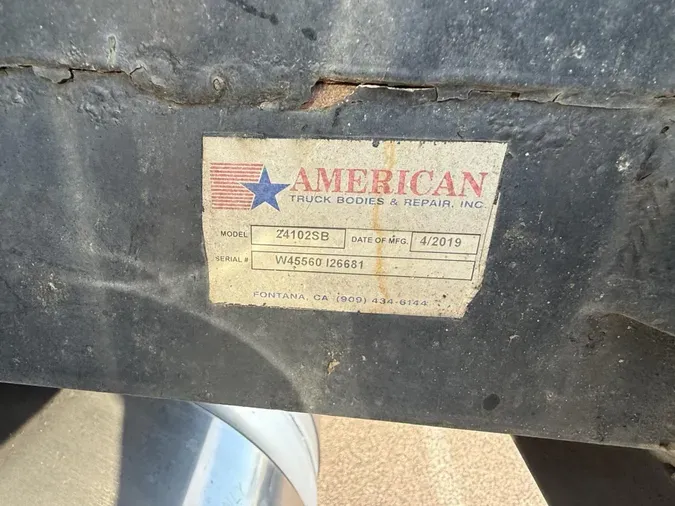 AMERICAN
TRUCK BODIES & REPAIR, INC.
MODEL 24102SB DATE OF MFG. 4/2019
SERIAL # W45560 I26681
FONTANA, CA (909) 434-6144